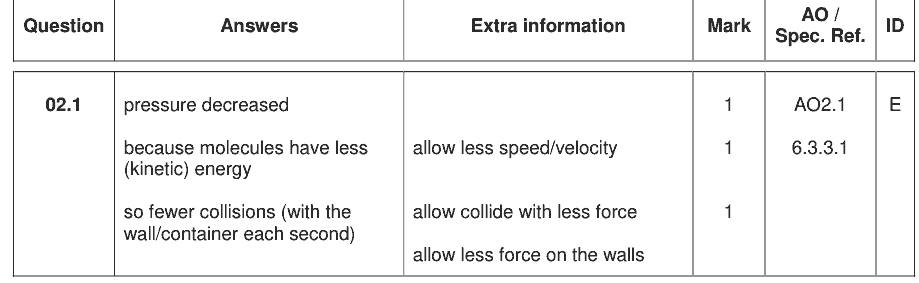 Question Answers Extra information Mark AO / Spec. Ref. ID
02.1 pressure decreased 1 AO2.1 E
because molecules have less allow less speed/velocity 1 6.3.3.1
(kinetic) energy
so fewer collisions (with the allow collide with less force 1
wall/container each second)
allow less force on the walls